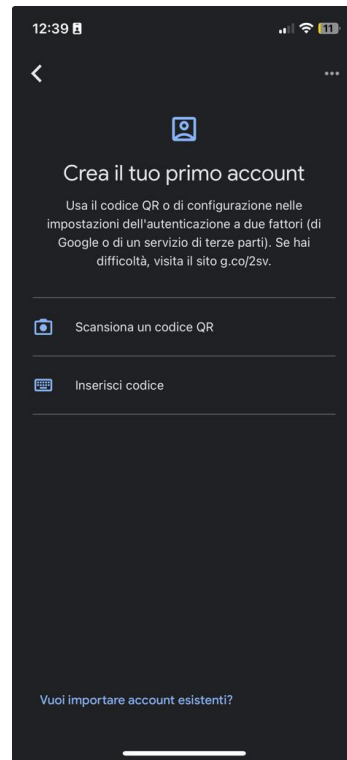 12:39
11
Crea il tuo primo account
Usa il codice QR o di configurazione nelle
impostazioni dell'autenticazione a due fattori (di
Google o di un servizio di terze parti). Se hai
difficoltà, visita il sito g.co/2sv.
Scansiona un codice QR
Inserisci codice
Vuoi importare account esistenti?